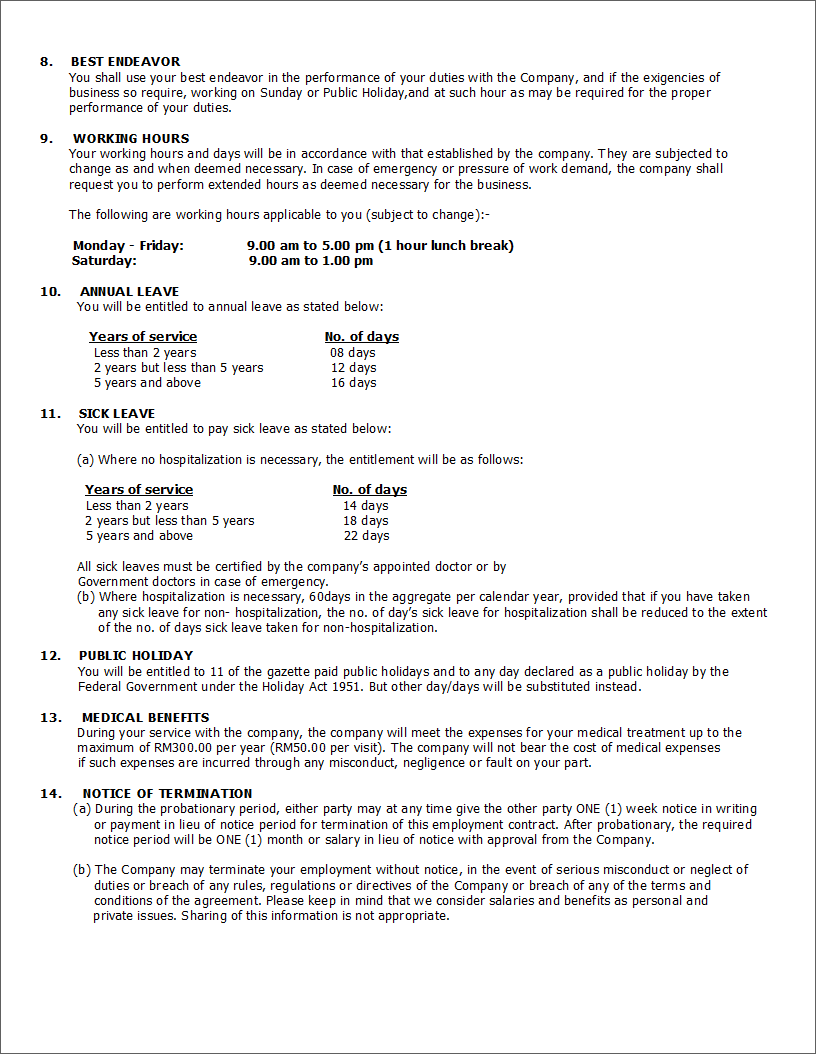 8. BEST ENDEAVOR
You shall use your best endeavor in the performance of your duties with the Company, and if the exigencies of
business so require, working on Sunday or Public Holiday,and at such hour as may be required for the proper
performance of your duties.
9. WORKING HOURS
Your working hours and days will be in accordance with that established by the company. They are subjected to
change as and when deemed necessary. In case of emergency or pressure of work demand, the company shall
request you to perform extended hours as deemed necessary for the business.
The following are working hours applicable to you (subject to change):-
Monday - Friday: 9.00 am to 5.00 pm (1 hour lunch break)
Saturday: 9.00 am to 1.00 pm
10. ANNUAL LEAVE
You will be entitled to annual leave as stated below:
Years of service No. of days
Less than 2 years 08 days
2 years but less than 5 years 12 days
5 years and above 16 days
11. SICK LEAVE
You will be entitled to pay sick leave as stated below:
(a) Where no hospitalization is necessary, the entitlement will be as follows:
Years of service No. of days
Less than 2 years 14 days
2 years but less than 5 years 18 days
5 years and above 22 days
All sick leaves must be certified by the company’s appointed doctor or by
Government doctors in case of emergency.
(b) Where hospitalization is necessary, 60days in the aggregate per calendar year, provided that if you have taken
any sick leave for non- hospitalization, the no. of day’s sick leave for hospitalization shall be reduced to the extent
of the no. of days sick leave taken for non-hospitalization.
12. PUBLIC HOLIDAY
You will be entitled to 11 of the gazette paid public holidays and to any day declared as a public holiday by the
Federal Government under the Holiday Act 1951. But other day/days will be substituted instead.
13. MEDICAL BENEFITS
During your service with the company, the company will meet the expenses for your medical treatment up to the
maximum of RM300.00 per year (RM50.00 per visit). The company will not bear the cost of medical expenses
if such expenses are incurred through any misconduct, negligence or fault on your part.
14. NOTICE OF TERMINATION
(a) During the probationary period, either party may at any time give the other party ONE (1) week notice in writing
or payment in lieu of notice period for termination of this employment contract. After probationary, the required
notice period will be ONE (1) month or salary in lieu of notice with approval from the Company.
(b) The Company may terminate your employment without notice, in the event of serious misconduct or neglect of
duties or breach of any rules, regulations or directives of the Company or breach of any of the terms and
conditions of the agreement. Please keep in mind that we consider salaries and benefits as personal and
private issues. Sharing of this information is not appropriate.